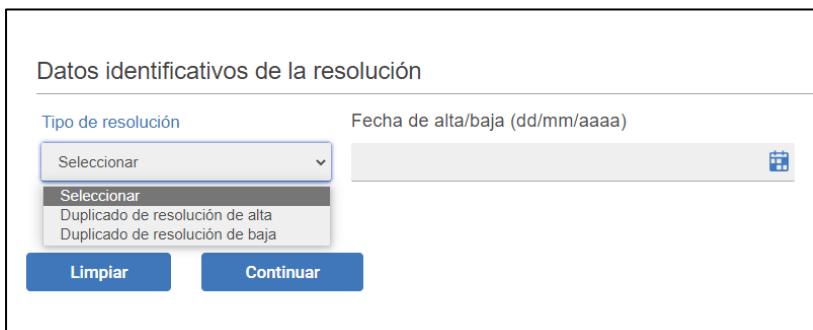 Datos identificativos de la resolución
Tipo de resolución
Fecha de alta/baja (dd/mm/aaaa)
Seleccionar
Seleccionar
Duplicado de resolución de alta
Duplicado de resolución de baja
Limpiar
Continuar